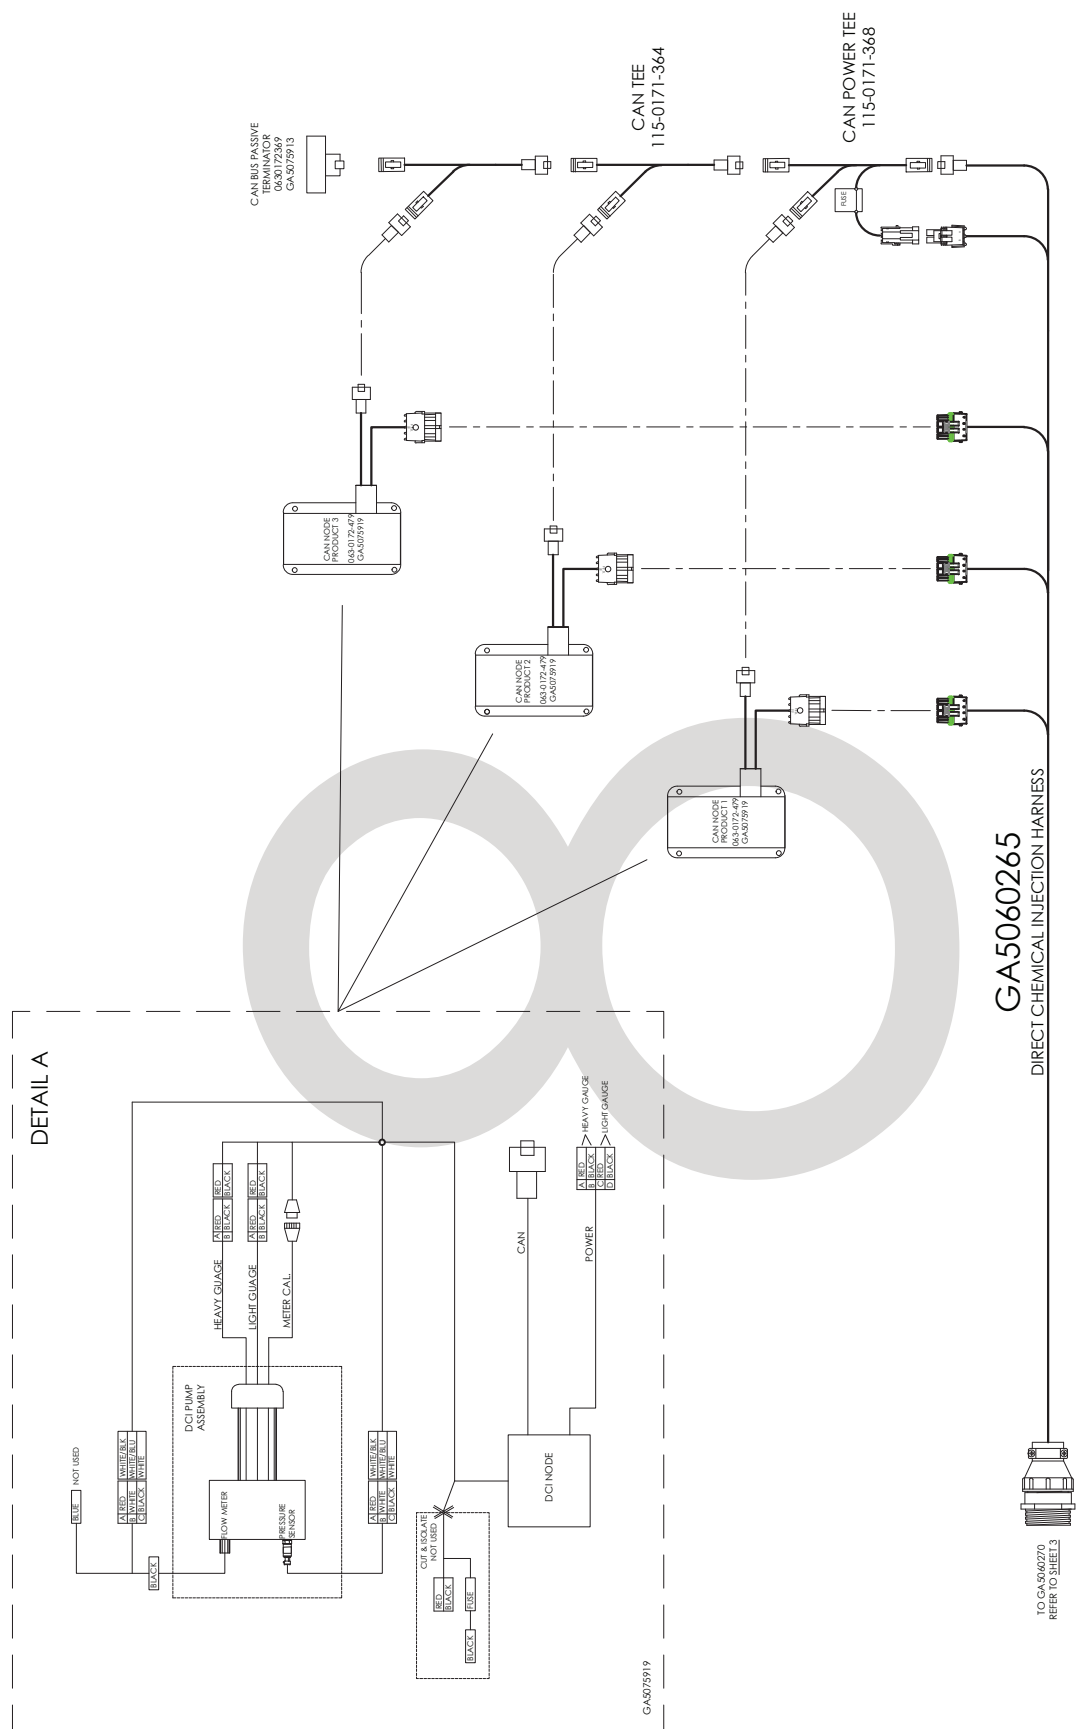 CAN BUS PASSIVE
TERMINATOR
0630172369
GA5075913
CAN TEE
115-0171-364
CAN POWER TEE
115-0171-368
FUSE
CAN NODE
PRODUCT 3
063-0172-479
GA5075919
CAN NODE
PRODUCT 2
063-0172-479
GA5075919
CAN NODE
PRODUCT 1
063-0172-479
GA5075919
GA5060265
DIRECT CHEMICAL INJECTION HARNESS
TO GA5060270
REFER TO SHEET 3
DETAIL A
NOT USED
BLUE
A RED WHITE/BLK
B WHITE WHITE/BLU
C BLACK WHITE
BLACK
DCI PUMP
ASSEMBLY
FLOW METER
PRESSURE
SENSOR
HEAVY GUAGE
A RED RED
B BLACK BLACK
LIGHT GUAGE
A RED RED
B BLACK BLACK
METER CAL.
A RED WHITE/BLK
B WHITE WHITE/BLU
C BLACK WHITE
CUT & ISOLATE
NOT USED
RED
BLACK
FUSE
BLACK
DCI NODE
CAN
POWER
A RED
B BLACK
C RED
D BLACK
HEAVY GAUGE
LIGHT GAUGE
GA5075919